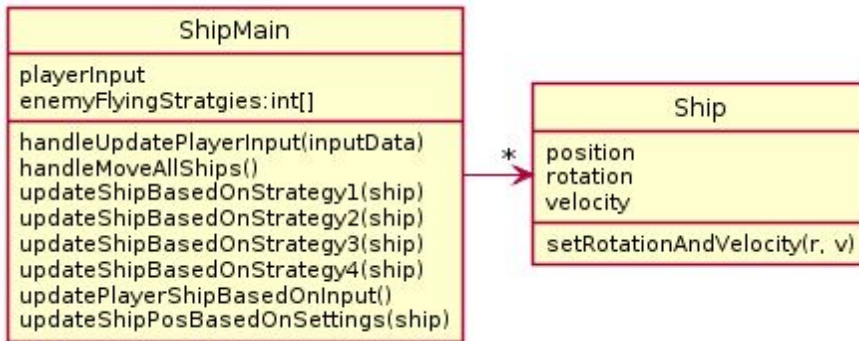 ShipMain
playerInput
enemyFlyingStratgies:int[]
handleUpdatePlayerInput(inputData)
handleMoveAllShips()
updateShipBasedOnStrategy1(ship)
updateShipBasedOnStrategy2(ship)
updateShipBasedOnStrategy3(ship)
updateShipBasedOnStrategy4(ship)
updatePlayerShipBasedOnInput()
updateShipPosBasedOnSettings(ship)
*
Ship
position
rotation
velocity
setRotationAndVelocity(r, v)